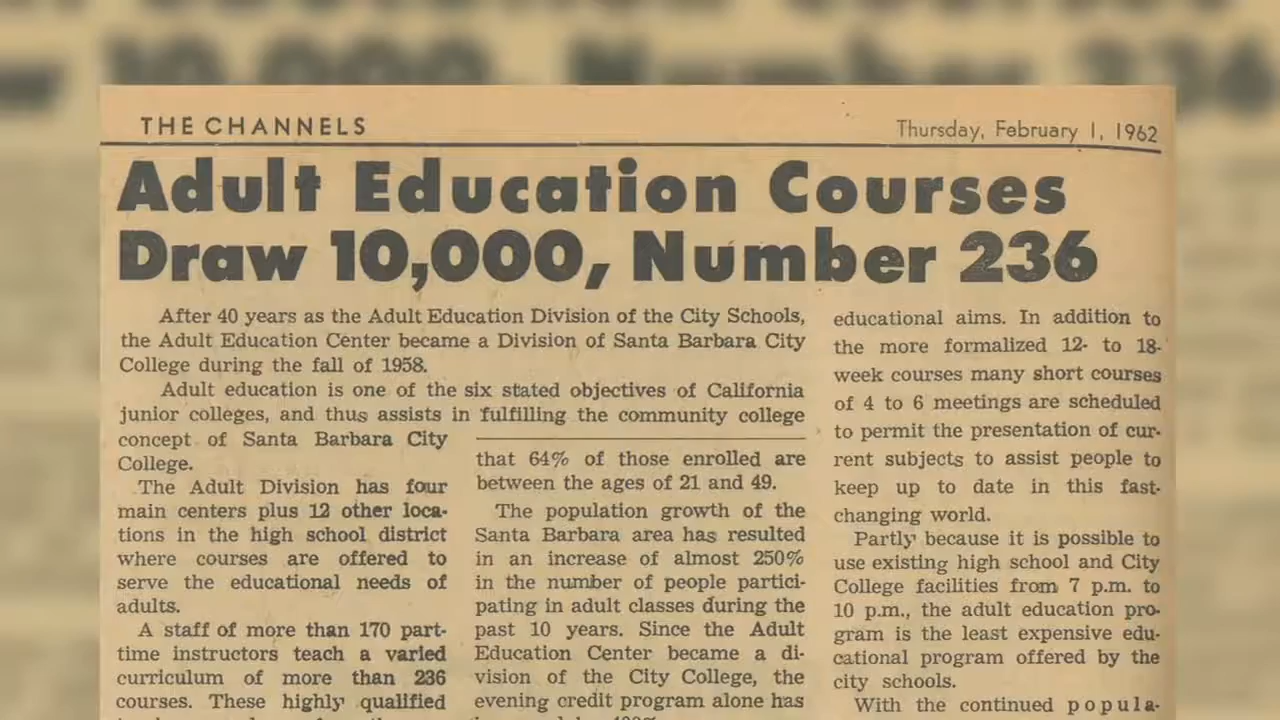 THE CHANNELS
Thursday, February 1, 1962
Adult Education Courses
Draw 10,000, Number 236
After 40 years as the Adult Education Division of the City Schools,
the Adult Education Center became a Division of Santa Barbara City
College during the fall of 1958.
Adult education is one of the six stated objectives of California
junior colleges, and thus assists in fulfilling the community college
concept of Santa Barbara City
College.
The Adult Division has four
main centers plus 12 other loca-
tions in the high school district
where courses are offered to
serve the educational needs of
adults.
A staff of more than 170 part-
time instructors teach a varied
curriculum of more than 236
courses. These highly qualified
that 64% of those enrolled are
between the ages of 21 and 49.
The population growth of the
Santa Barbara area has resulted
in an increase of almost 250%
in the number of people partici-
pating in adult classes during the
past 10 years. Since the Adult
Education Center became a di-
vision of the City College, the
evening credit program alone has
educational aims. In addition to
the more formalized 12- to 18-
week courses many short courses
of 4 to 6 meetings are scheduled
to permit the presentation of cur-
rent subjects to assist people to
keep up to date in this fast-
changing world.
Partly because it is possible to
use existing high school and City
College facilities from 7 p.m. to
10 p.m., the adult education pro-
gram is the least expensive edu-
cational program offered by the
city schools.
With the continued popula-